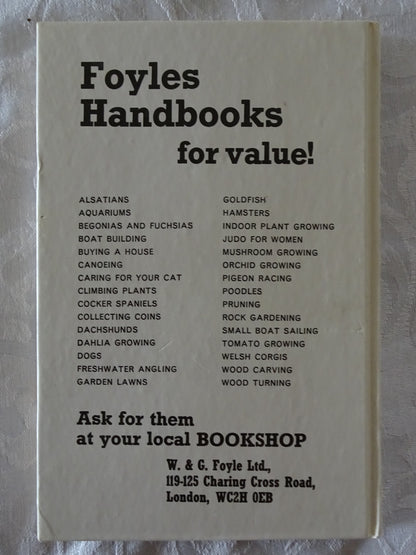 Foyles
Handbooks
for value!
ALSATIANS
AQUARIUMS
BEGONIAS AND FUCHSIAS
BOAT BUILDING
BUYING A HOUSE
CANOEING
CARING FOR YOUR CAT
CLIMBING PLANTS
COCKER SPANIELS
COLLECTING COINS
DACHSHUNDS
DAHLIA GROWING
DOGS
FRESHWATER ANGLING
GARDEN LAWNS
GOLDFISH
HAMSTERS
INDOOR PLANT GROWING
JUDO FOR WOMEN
MUSHROOM GROWING
ORCHID GROWING
PIGEON RACING
POODLES
PRUNING
ROCK GARDENING
SMALL BOAT SAILING
TOMATO GROWING
WELSH CORGIS
WOOD CARVING
WOOD TURNING
Ask for them
at your local BOOKSHOP
W. & G. Foyle Ltd.,
119-125 Charing Cross Road,
London, WC2H 0EB